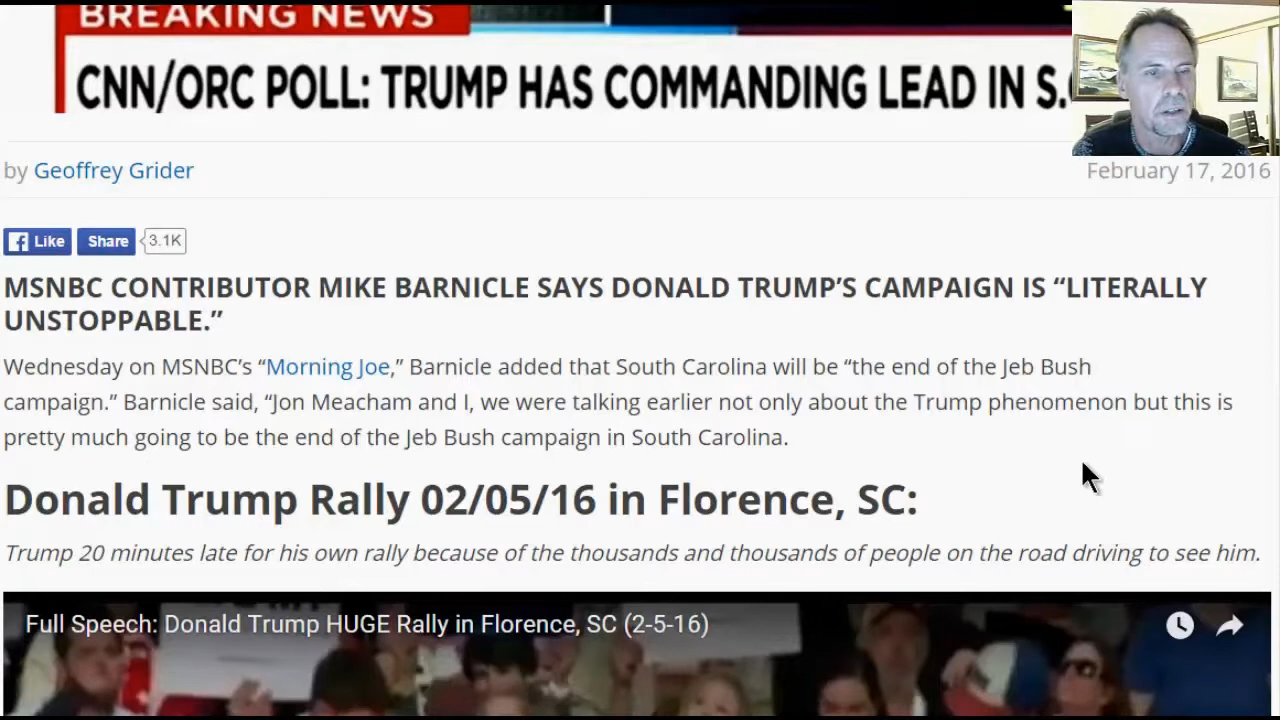 BREAKING NEWS
CNN/ORC POLL: TRUMP HAS COMMANDING LEAD IN S.
by Geoffrey Grider
February 17, 2016
Like Share 3.1K
MSNBC CONTRIBUTOR MIKE BARNICLE SAYS DONALD TRUMP’S CAMPAIGN IS “LITERALLY
UNSTOPPABLE.”
Wednesday on MSNBC’s “Morning Joe,” Barnicle added that South Carolina will be “the end of the Jeb Bush
campaign.” Barnicle said, “Jon Meacham and I, we were talking earlier not only about the Trump phenomenon but this is
pretty much going to be the end of the Jeb Bush campaign in South Carolina.
Donald Trump Rally 02/05/16 in Florence, SC:
Trump 20 minutes late for his own rally because of the thousands and thousands of people on the road driving to see him.
Full Speech: Donald Trump HUGE Rally in Florence, SC (2-5-16)